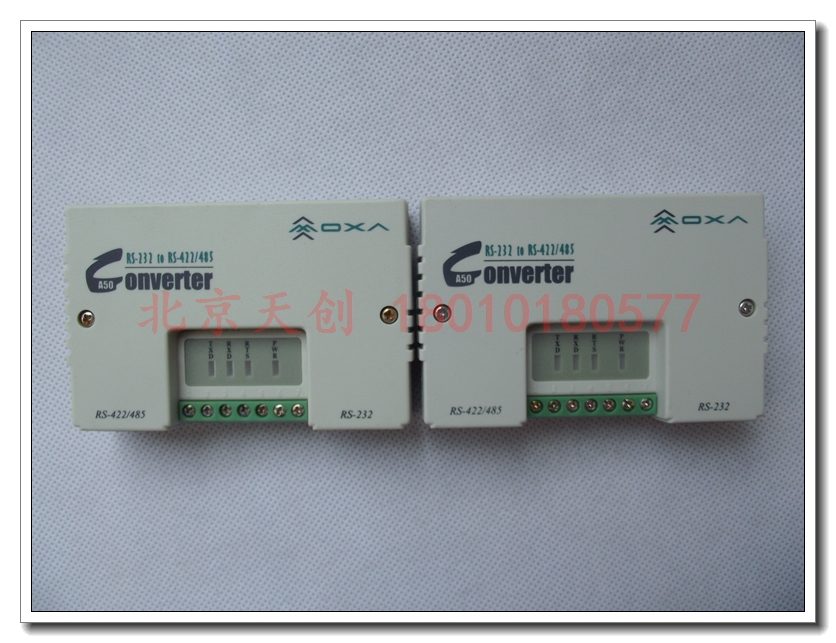 MOXA
RS-232 to RS-422/485
A50 Converter
TXD RXD RTS PWR
RS-422/485 RS-232
MOXA
RS-232 to RS-422/485
A50 Converter
TXD RXD RTS PWR
RS-422/485 RS-232
北京天创 18010180577